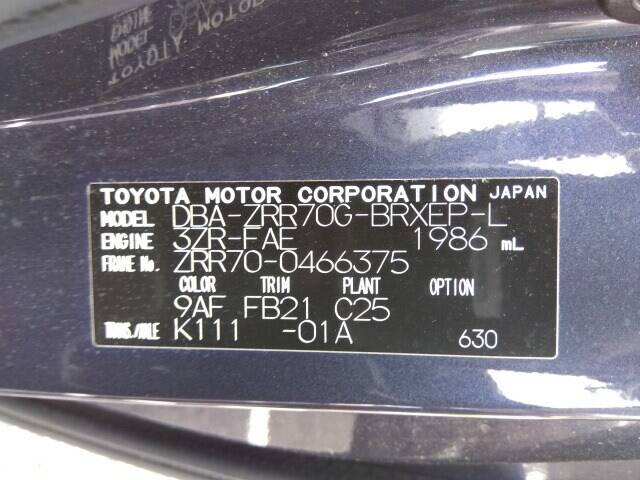 TOYOTA MOTOR CORPORATION JAPAN
MODEL DBA-ZRR70G-BRXEP-L
ENGINE 3ZR-FAE 1986 mL
FRAME No. ZRR70-0466375
COLOR TRIM PLANT OPTION
9AF FB21 C25
TRANS./AXLE K111 -01A 630